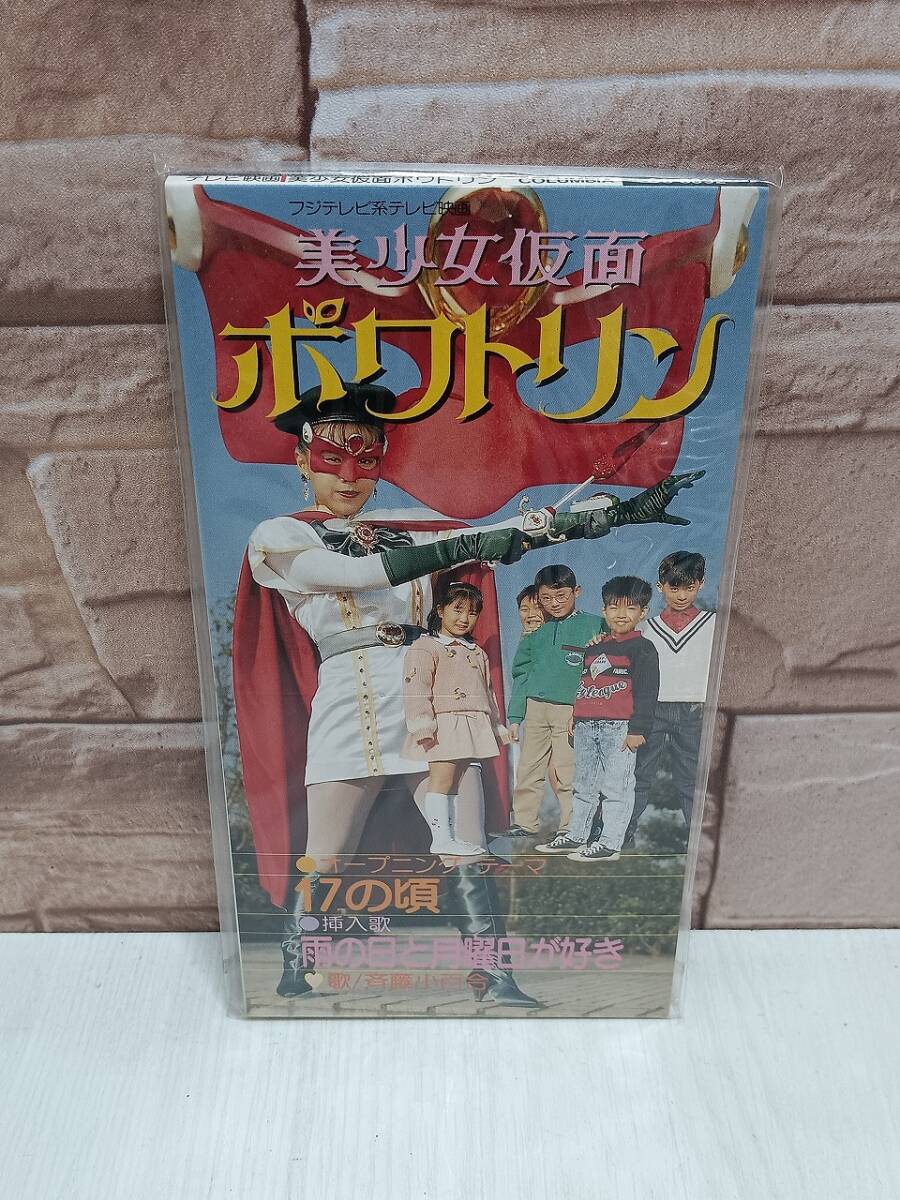 テレビ映画 美少女仮面ポワトリン COLUMBIA
フジテレビ系テレビ映画
美少女仮面
ポワトリン
●オープニング・テーマ
17の頃
●挿入歌
雨の日と月曜日が好き
歌/斉藤小百合